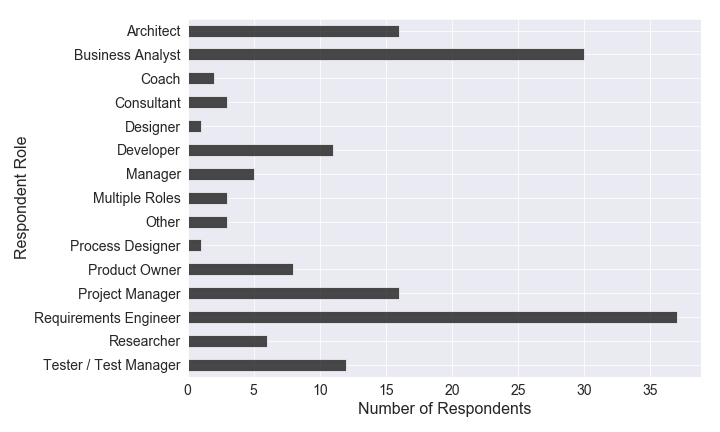 Respondent Role
Architect
Business Analyst
Coach
Consultant
Designer
Developer
Manager
Multiple Roles
Other
Process Designer
Product Owner
Project Manager
Requirements Engineer
Researcher
Tester / Test Manager
0 5 10 15 20 25 30 35
Number of Respondents